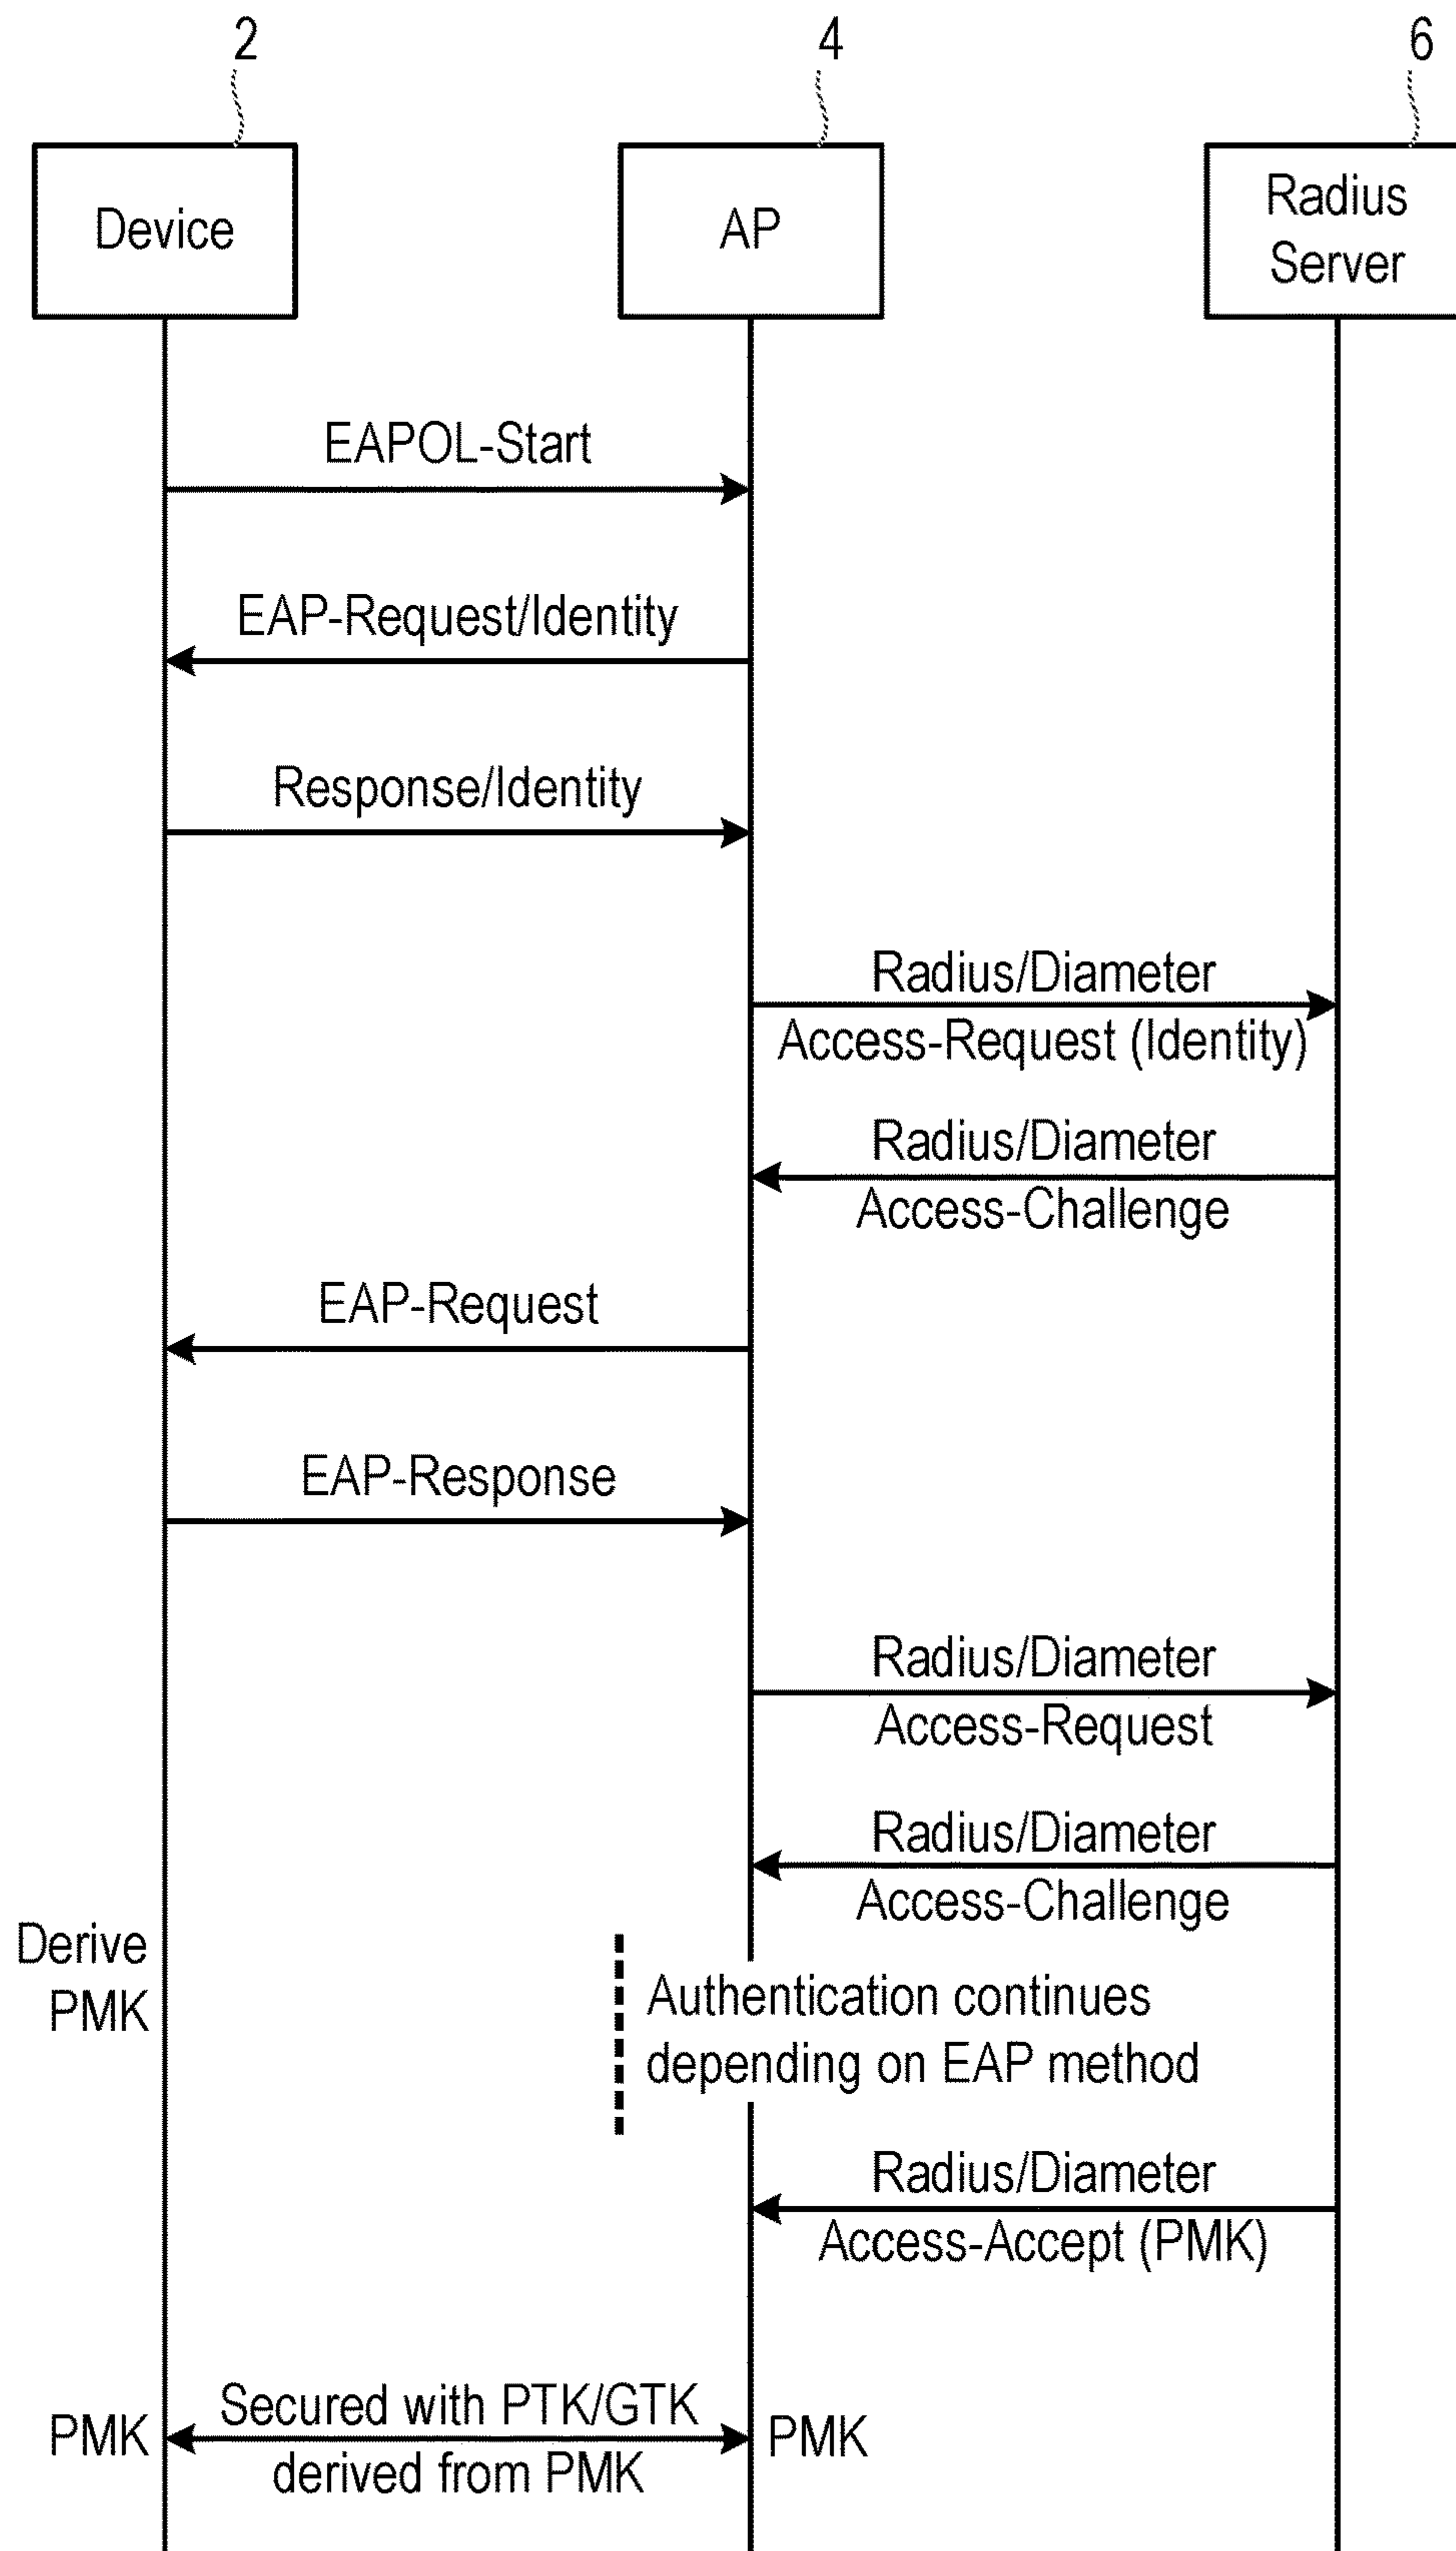 2
4
6
Device
AP
Radius
Server
EAPOL-Start
EAP-Request/Identity
Response/Identity
Radius/Diameter
Access-Request (Identity)
Radius/Diameter
Access-Challenge
EAP-Request
EAP-Response
Radius/Diameter
Access-Request
Radius/Diameter
Access-Challenge
Derive
PMK
Authentication continues
depending on EAP method
Radius/Diameter
Access-Accept (PMK)
PMK
Secured with PTK/GTK
derived from PMK
PMK